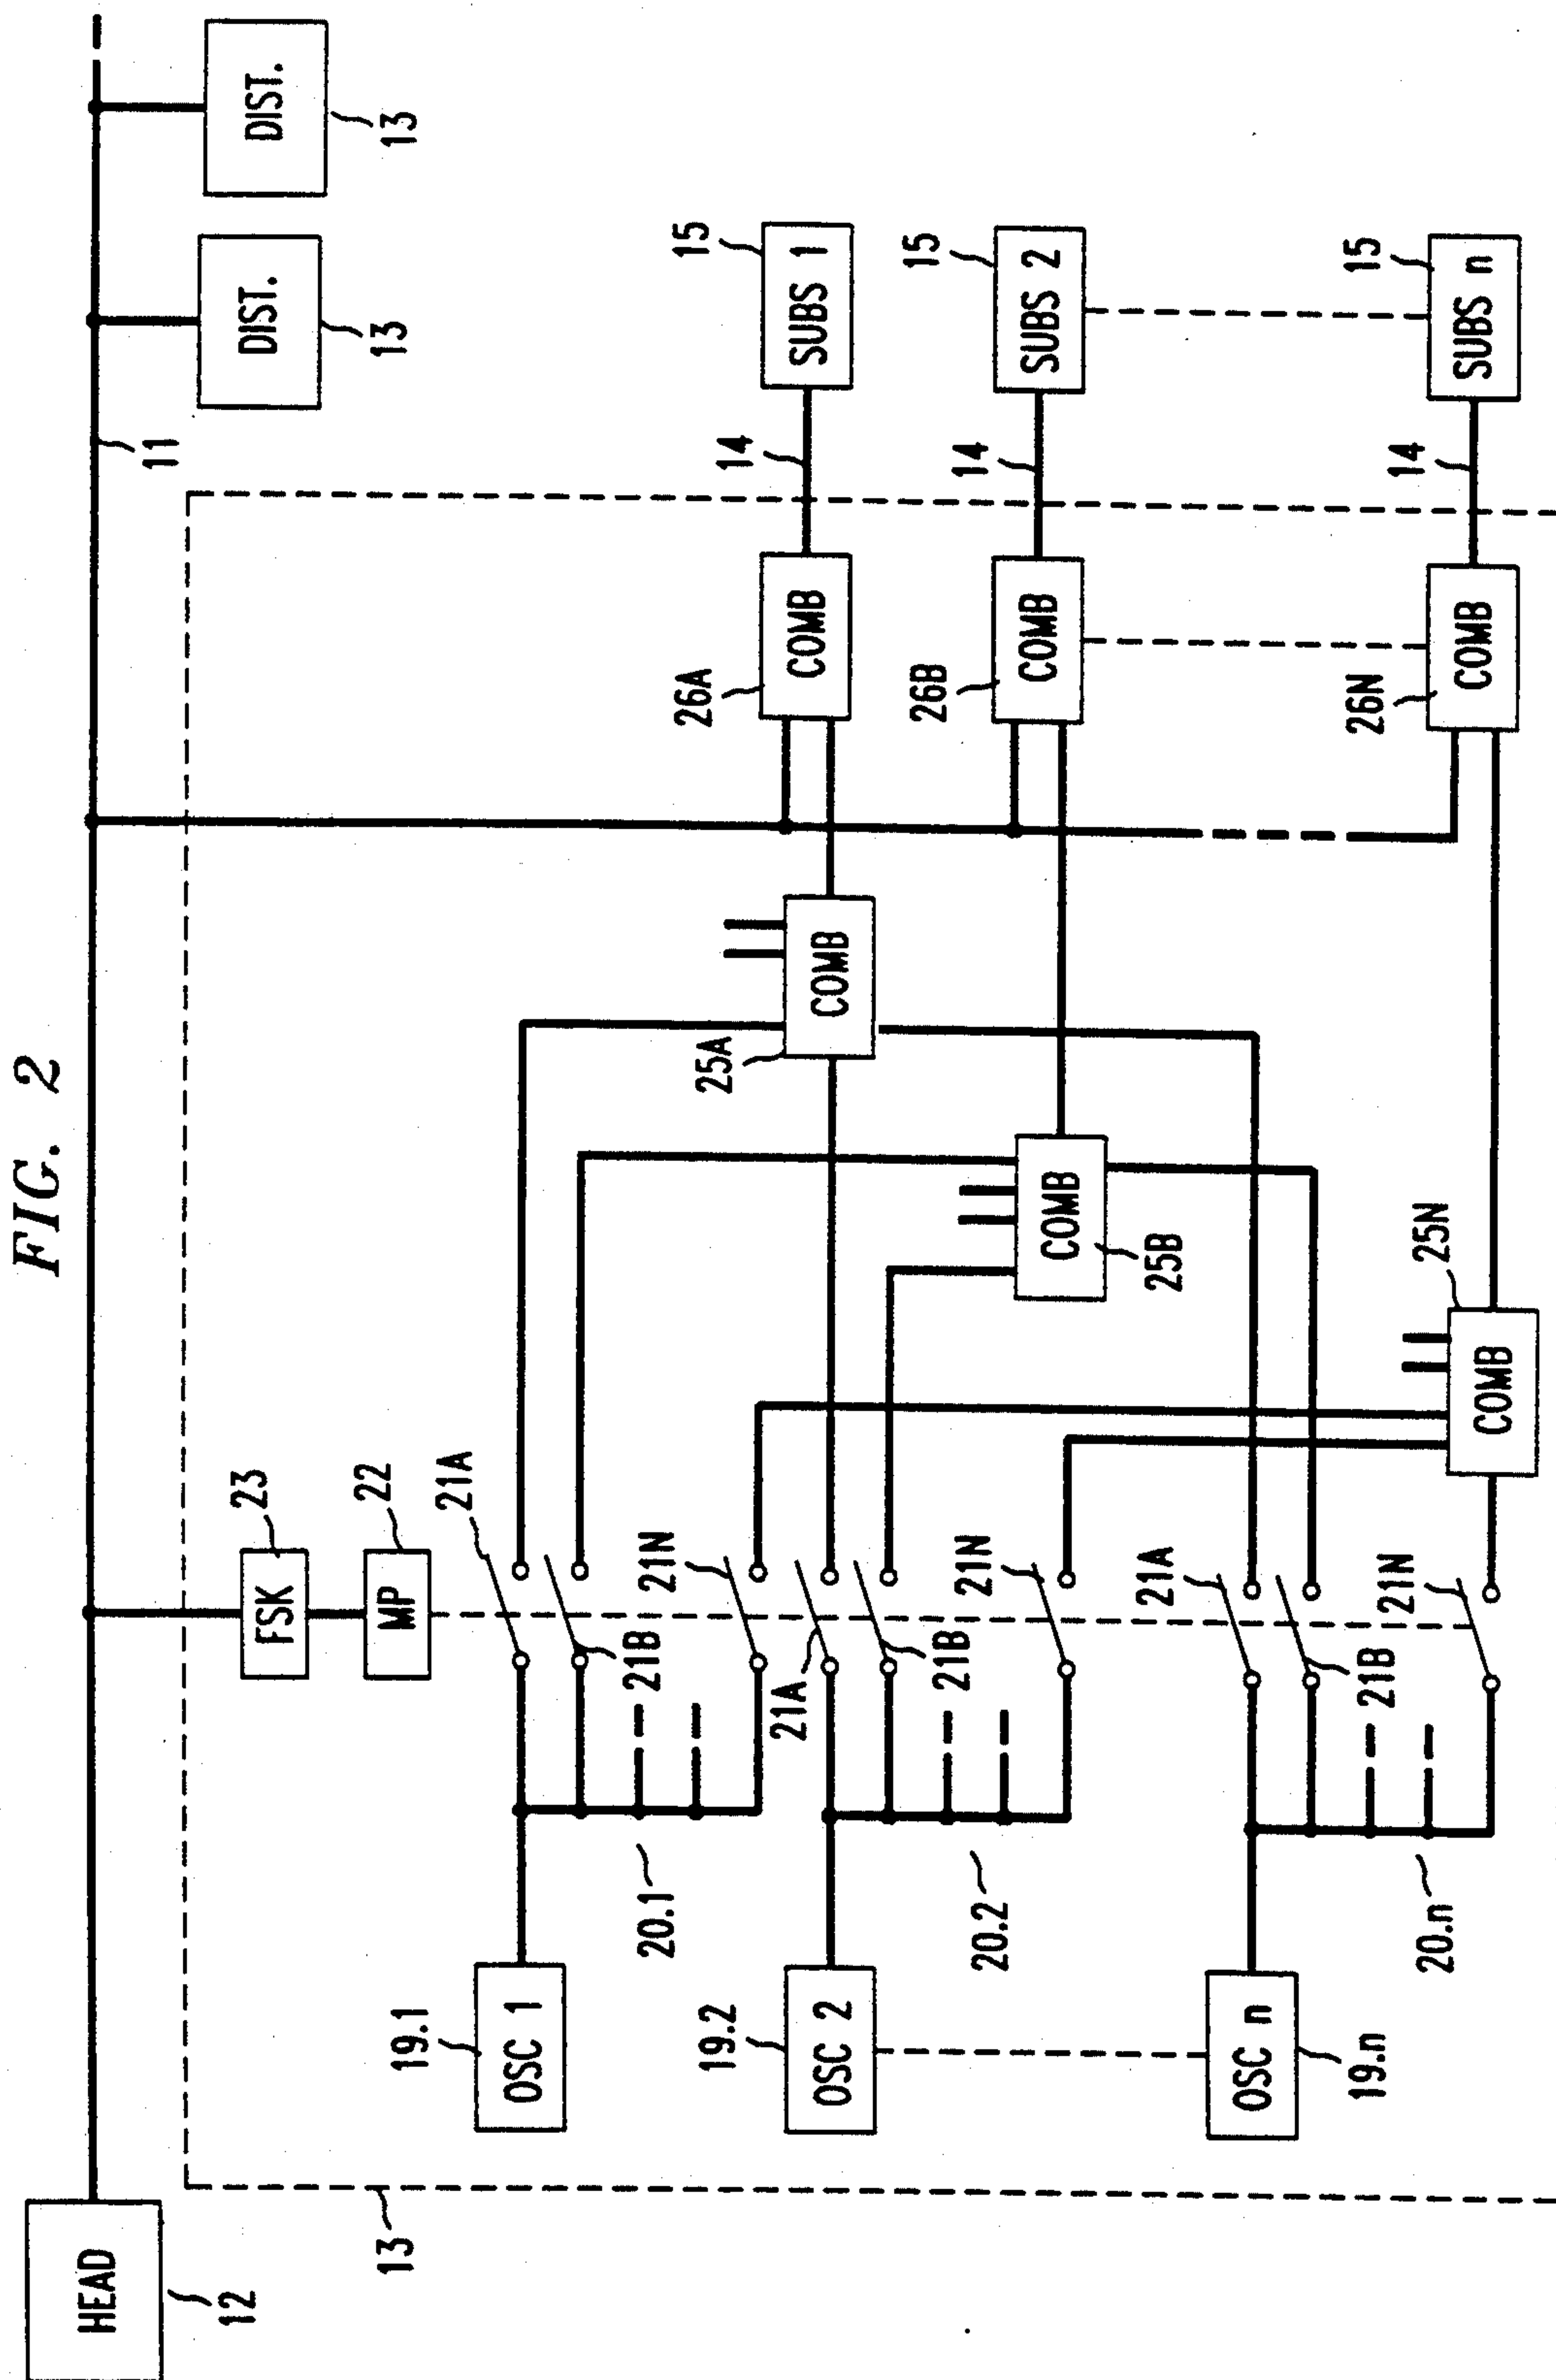 FIG. 2
HEAD
12
11
DIST.
13
DIST.
13
13
FSK
23
MP
22
OSC 1
19.1
20.1
21A
21B
21N
OSC 2
19.2
20.2
21A
21B
21N
OSC n
19.n
20.n
21A
21B
21N
COMB
25A
COMB
25B
COMB
25N
COMB
26A
14
SUBS 1
15
COMB
26B
14
SUBS 2
15
COMB
26N
14
SUBS n
15